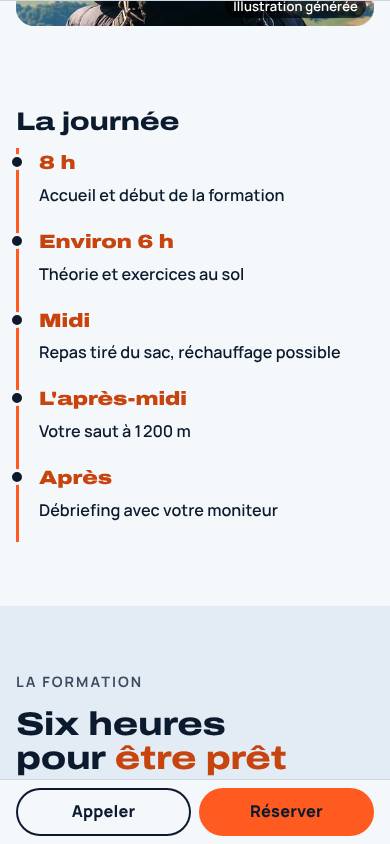 Illustration générée
La journée
8 h
Accueil et début de la formation
Environ 6 h
Théorie et exercices au sol
Midi
Repas tiré du sac, réchauffage possible
L'après-midi
Votre saut à 1 200 m
Après
Débriefing avec votre moniteur
LA FORMATION
Six heures
pour être prêt
Appeler
Réserver